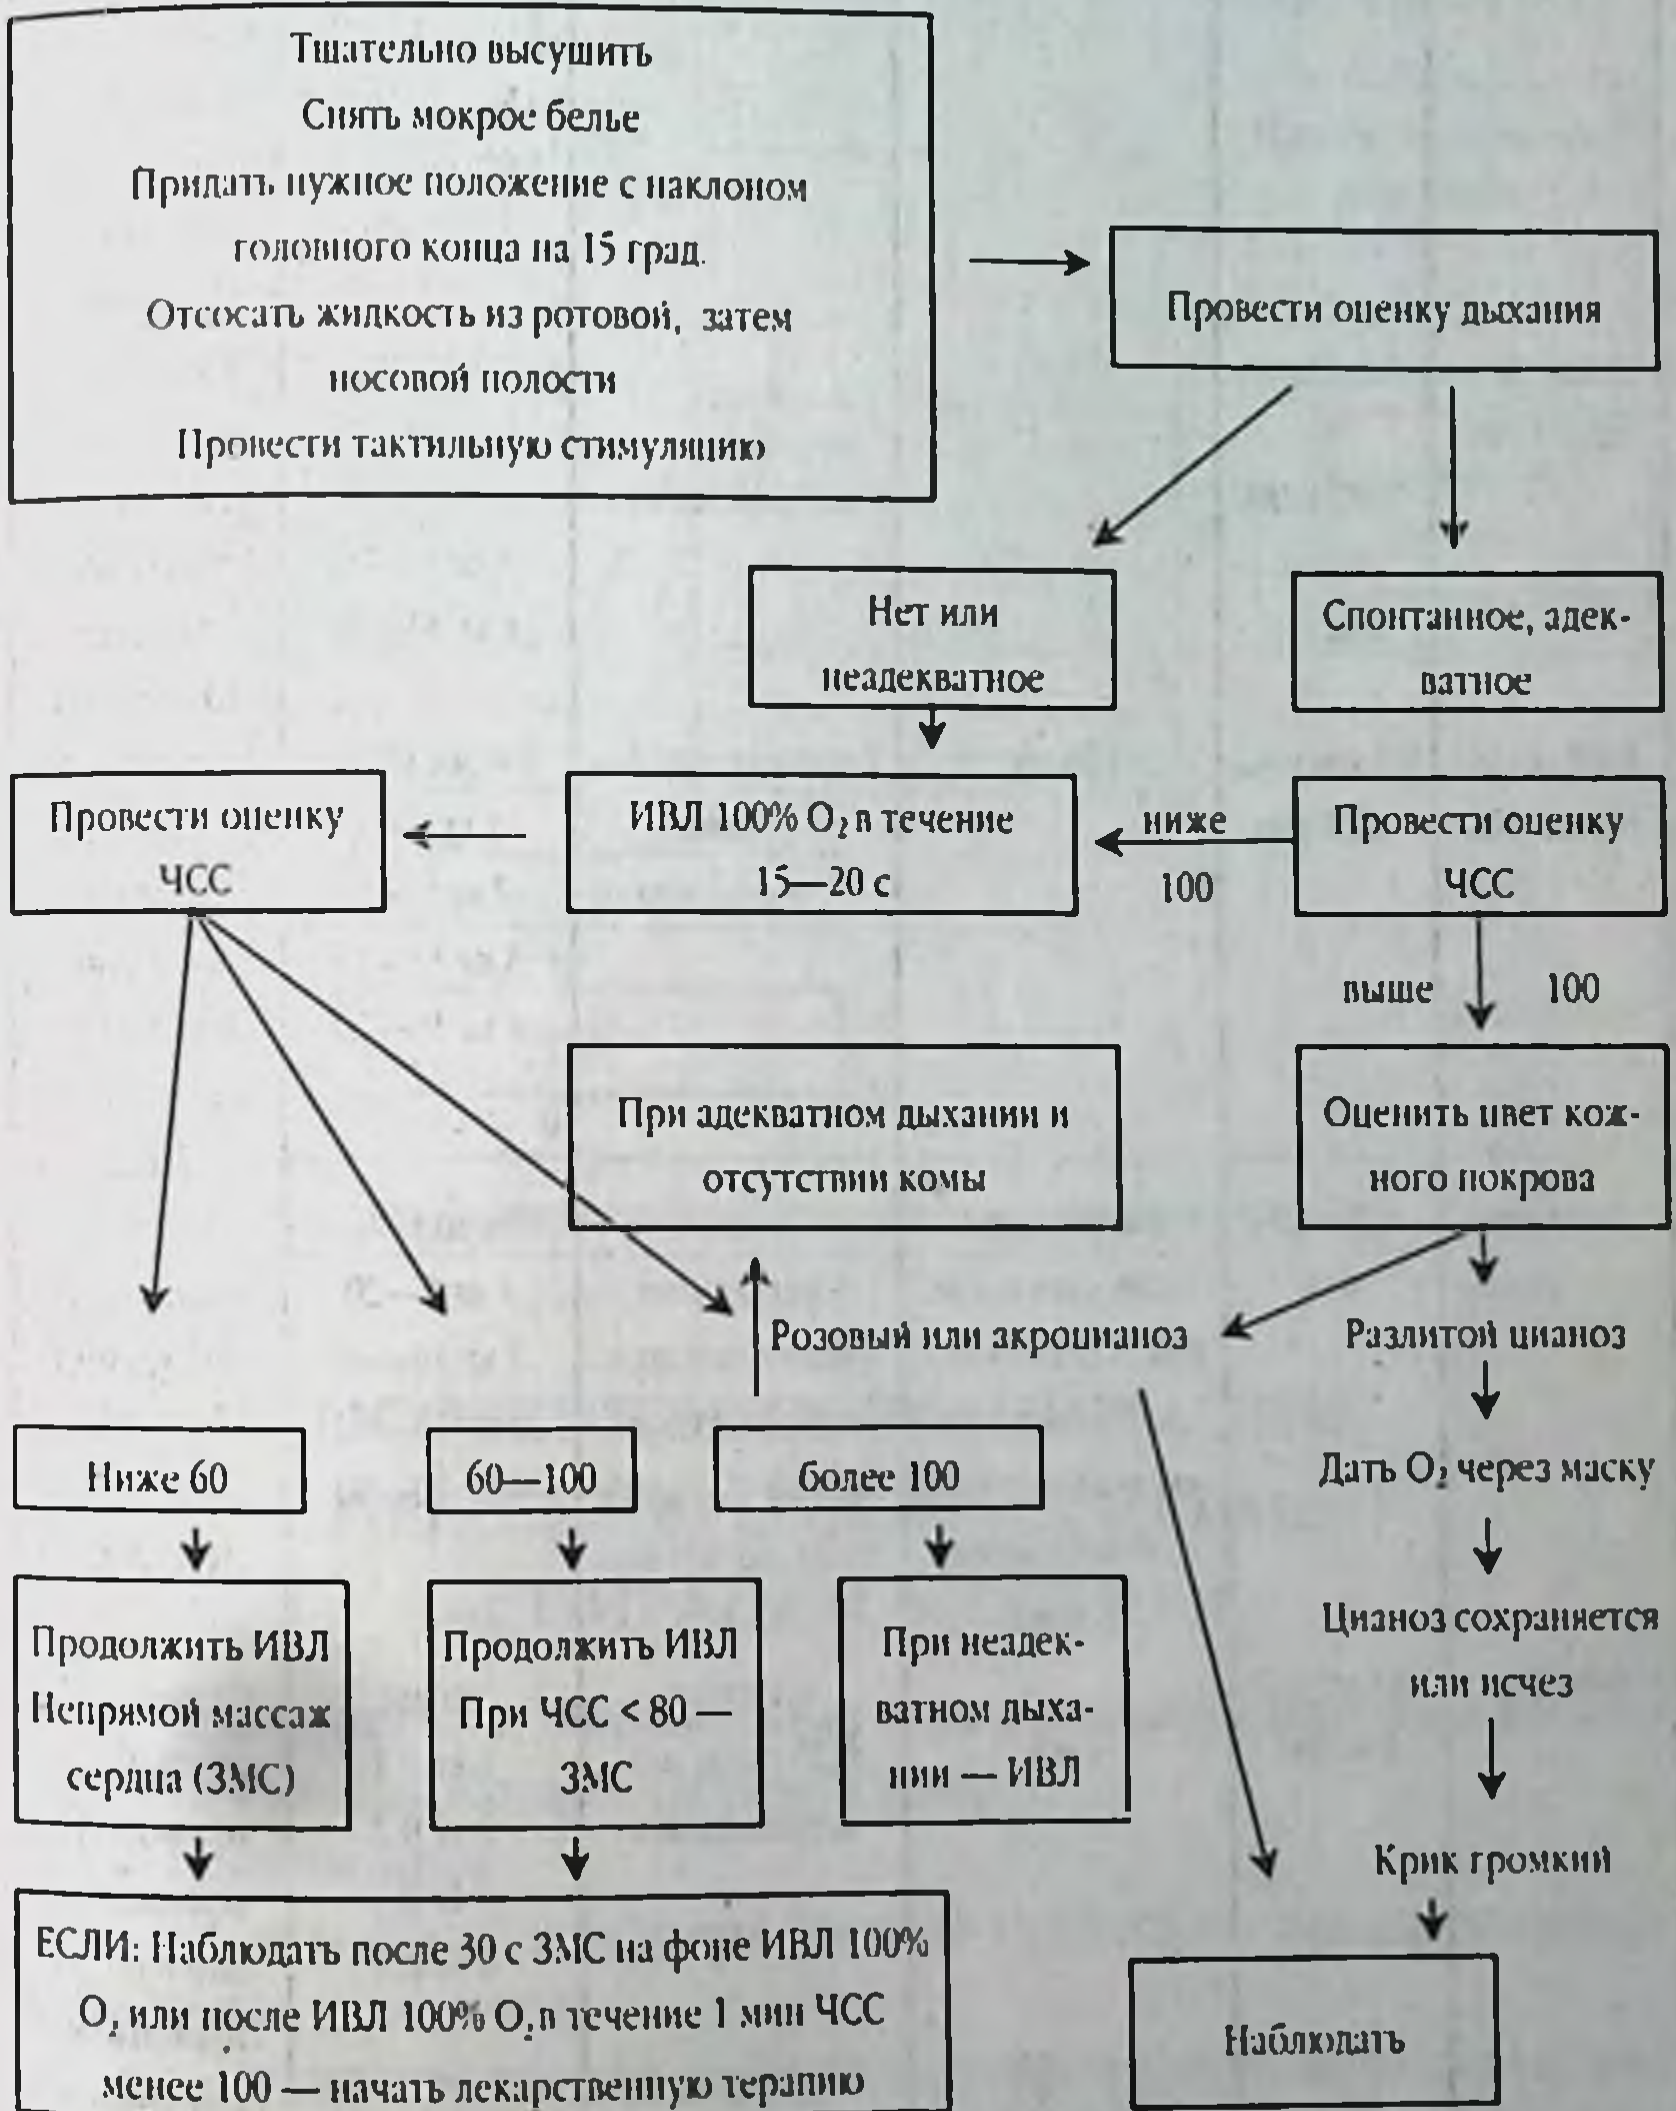 Тщательно высушить
Снять мокрое белье
Придать нужное положение с наклоном
головного конца на 15 град.
Отсосать жидкость из ротовой, затем
носовой полости
Провести тактильную стимуляцию
Провести оценку дыхания
Нет или
неадекватное
Спонтанное, адек-
ватное
Провести оценку
ЧСС
ИВЛ 100% O₂ в течение
15—20 с
ниже
100
Провести оценку
ЧСС
выше 100
При адекватном дыхании и
отсутствии комы
Оценить цвет кож-
ного покрова
Розовый или акроцианоз
Разлитой цианоз
Ниже 60
60—100
более 100
Дать O₂ через маску
Продолжить ИВЛ
Непрямой массаж
сердца (ЗМС)
Продолжить ИВЛ
При ЧСС < 80 —
ЗМС
При неадек-
ватном дыха-
нии — ИВЛ
Цианоз сохраняется
или исчез
Крик громкий
ЕСЛИ: Наблюдать после 30 с ЗМС на фоне ИВЛ 100%
O₂ или после ИВЛ 100% O₂ в течение 1 мин ЧСС
менее 100 — начать лекарственную терапию
Наблюдать